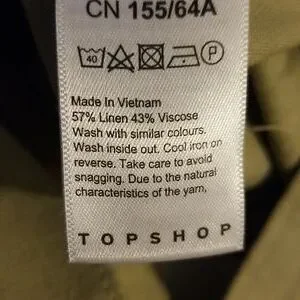 CN 155/64A
40 P
Made In Vietnam
57% Linen 43% Viscose
Wash with similar colours.
Wash inside out. Cool iron on
reverse. Take care to avoid
snagging. Due to the natural
characteristics of the yarn,
TOPSHOP